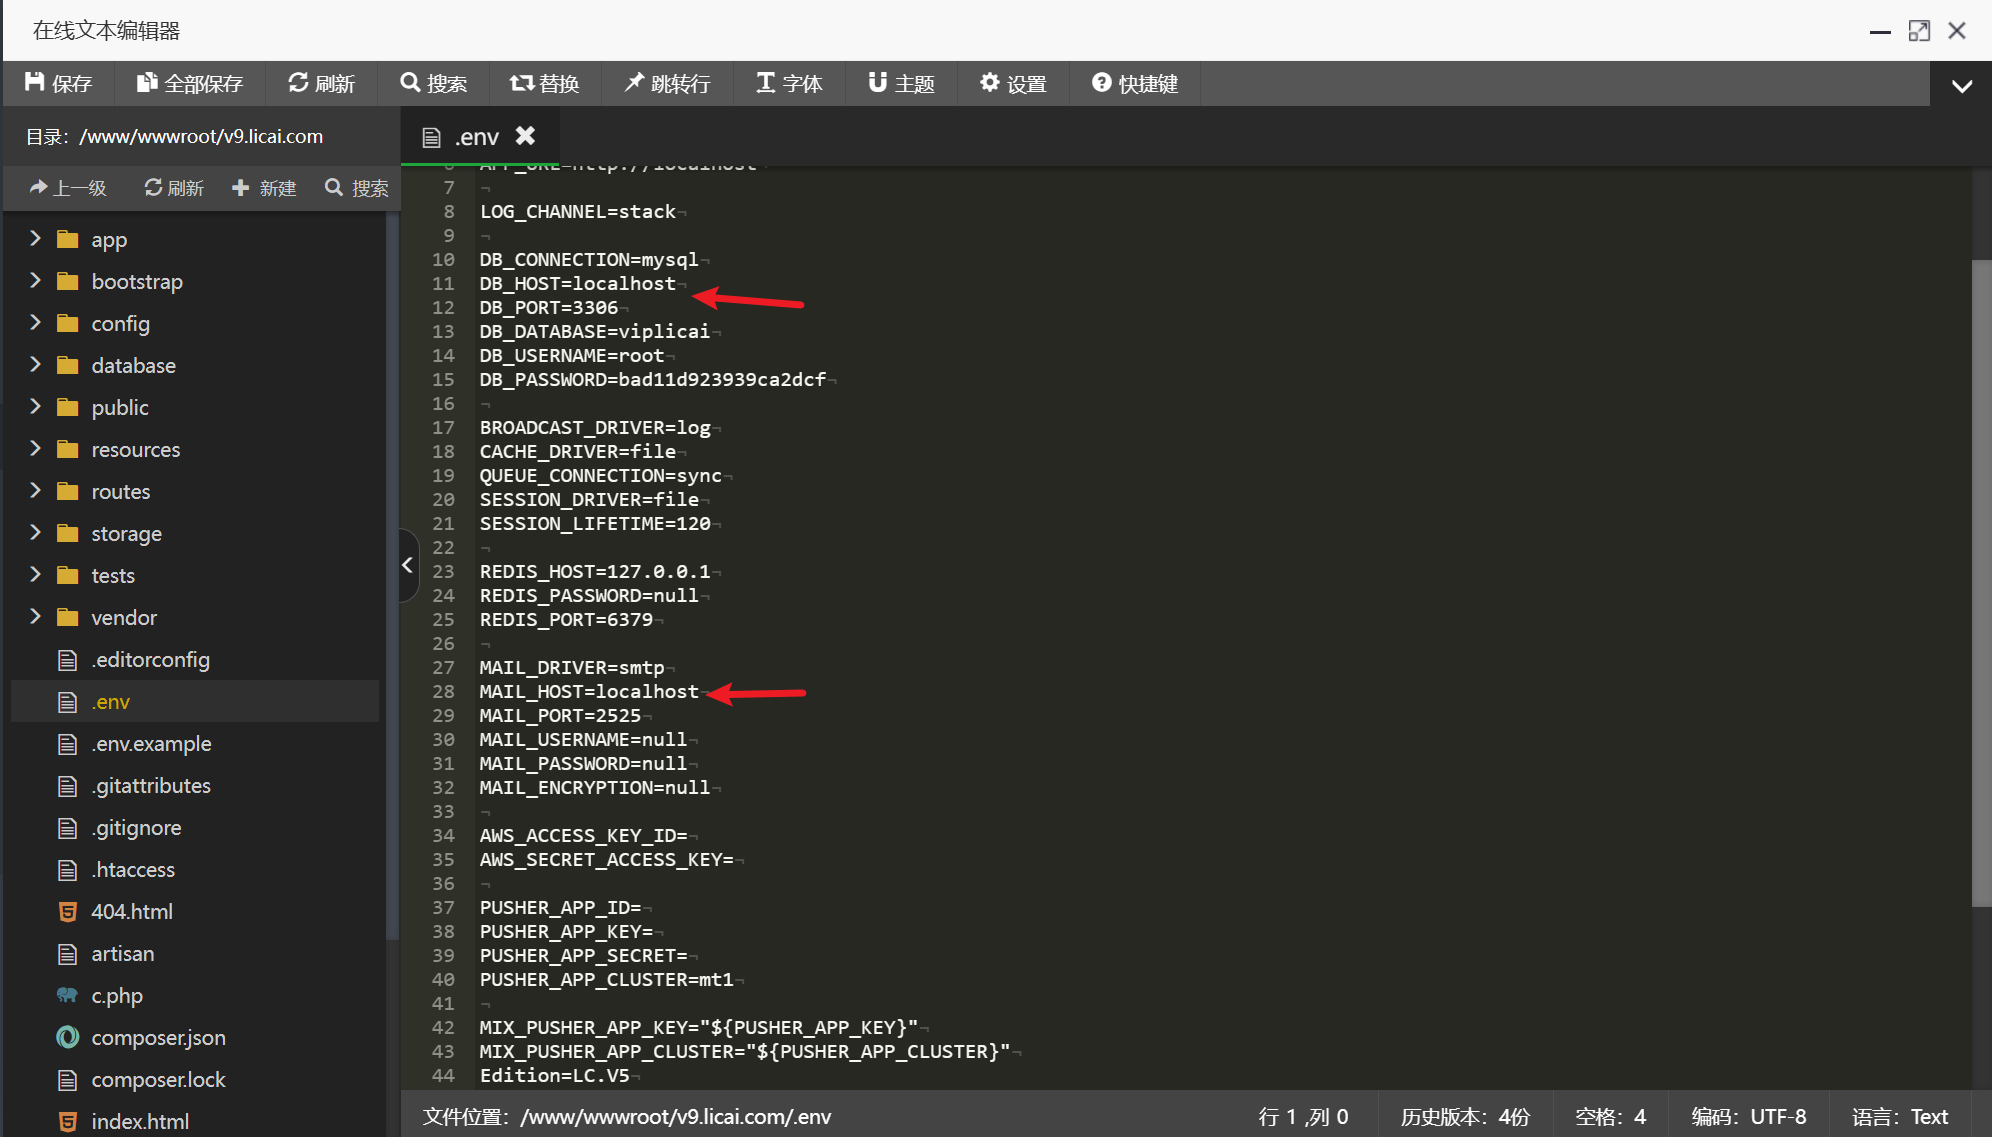 在线文本编辑器
保存 全部保存 刷新 搜索 替换 跳转行 字体 主题 设置 快捷键
目录：/www/wwwroot/v9.licai.com
上一级 刷新 新建 搜索
app
bootstrap
config
database
public
resources
routes
storage
tests
vendor
.editorconfig
.env
.env.example
.gitattributes
.gitignore
.htaccess
404.html
artisan
c.php
composer.json
composer.lock
index.html
.env
6 APP_URL=http://localhost
7
8 LOG_CHANNEL=stack
9
10 DB_CONNECTION=mysql
11 DB_HOST=localhost
12 DB_PORT=3306
13 DB_DATABASE=viplicai
14 DB_USERNAME=root
15 DB_PASSWORD=bad11d923939ca2dcf
16
17 BROADCAST_DRIVER=log
18 CACHE_DRIVER=file
19 QUEUE_CONNECTION=sync
20 SESSION_DRIVER=file
21 SESSION_LIFETIME=120
22
23 REDIS_HOST=127.0.0.1
24 REDIS_PASSWORD=null
25 REDIS_PORT=6379
26
27 MAIL_DRIVER=smtp
28 MAIL_HOST=localhost
29 MAIL_PORT=2525
30 MAIL_USERNAME=null
31 MAIL_PASSWORD=null
32 MAIL_ENCRYPTION=null
33
34 AWS_ACCESS_KEY_ID=
35 AWS_SECRET_ACCESS_KEY=
36
37 PUSHER_APP_ID=
38 PUSHER_APP_KEY=
39 PUSHER_APP_SECRET=
40 PUSHER_APP_CLUSTER=mt1
41
42 MIX_PUSHER_APP_KEY="${PUSHER_APP_KEY}"
43 MIX_PUSHER_APP_CLUSTER="${PUSHER_APP_CLUSTER}"
44 Edition=LC.V5
文件位置：/www/wwwroot/v9.licai.com/.env 行 1 ,列 0 历史版本：4份 空格：4 编码：UTF-8 语言：Text